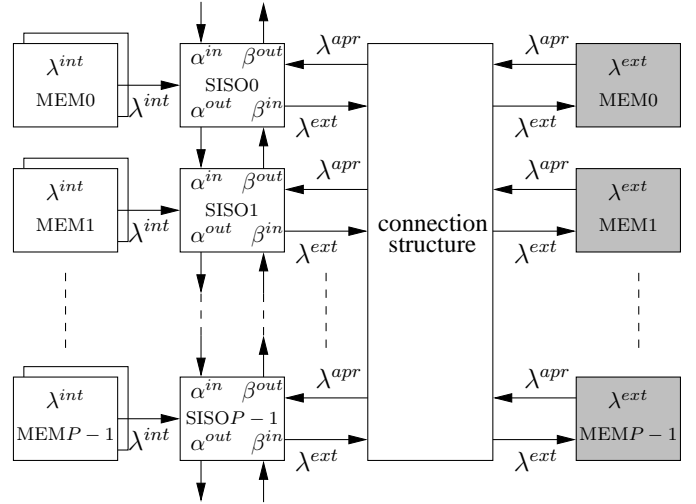 λ^{int}
MEM0
λ^{int}
α^{in} β^{out}
SISO0
α^{out} β^{in}
λ^{apr}
λ^{ext}
λ^{apr}
λ^{ext}
λ^{ext}
MEM0
λ^{int}
MEM1
λ^{int}
α^{in} β^{out}
SISO1
α^{out} β^{in}
λ^{apr}
λ^{ext}
connection
structure
λ^{apr}
λ^{ext}
λ^{ext}
MEM1
λ^{int}
MEMP − 1
λ^{int}
α^{in} β^{out}
SISOP − 1
α^{out} β^{in}
λ^{apr}
λ^{ext}
λ^{apr}
λ^{ext}
λ^{ext}
MEMP − 1